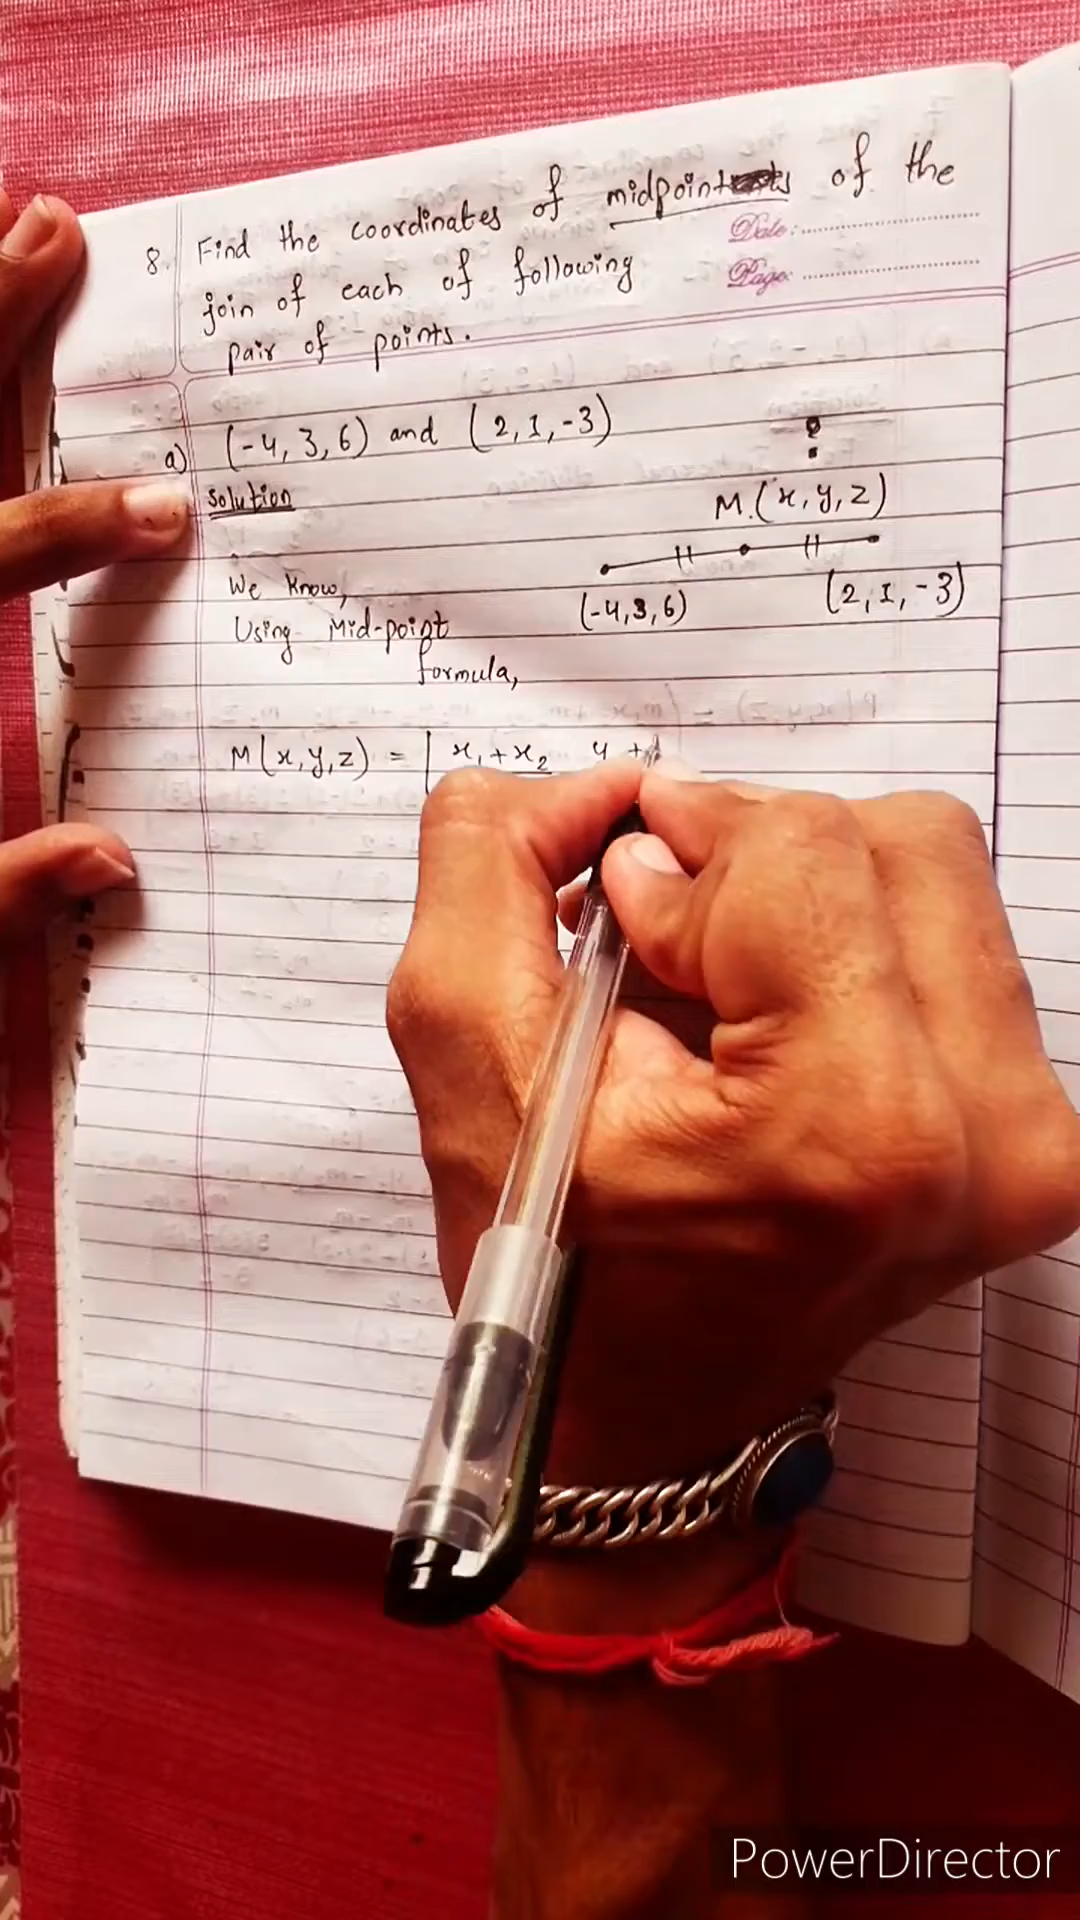 8. Find the coordinates of midpoints of the
Date:
join of each of following
Page:
pair of points.
a) (-4, 3, 6) and (2, 1, -3)
Solution
M (x, y, z)
We know,
(-4, 3, 6) (2, 1, -3)
Using Mid-point
formula,
M(x, y, z) = [ x₁ + x₂ y +
PowerDirector